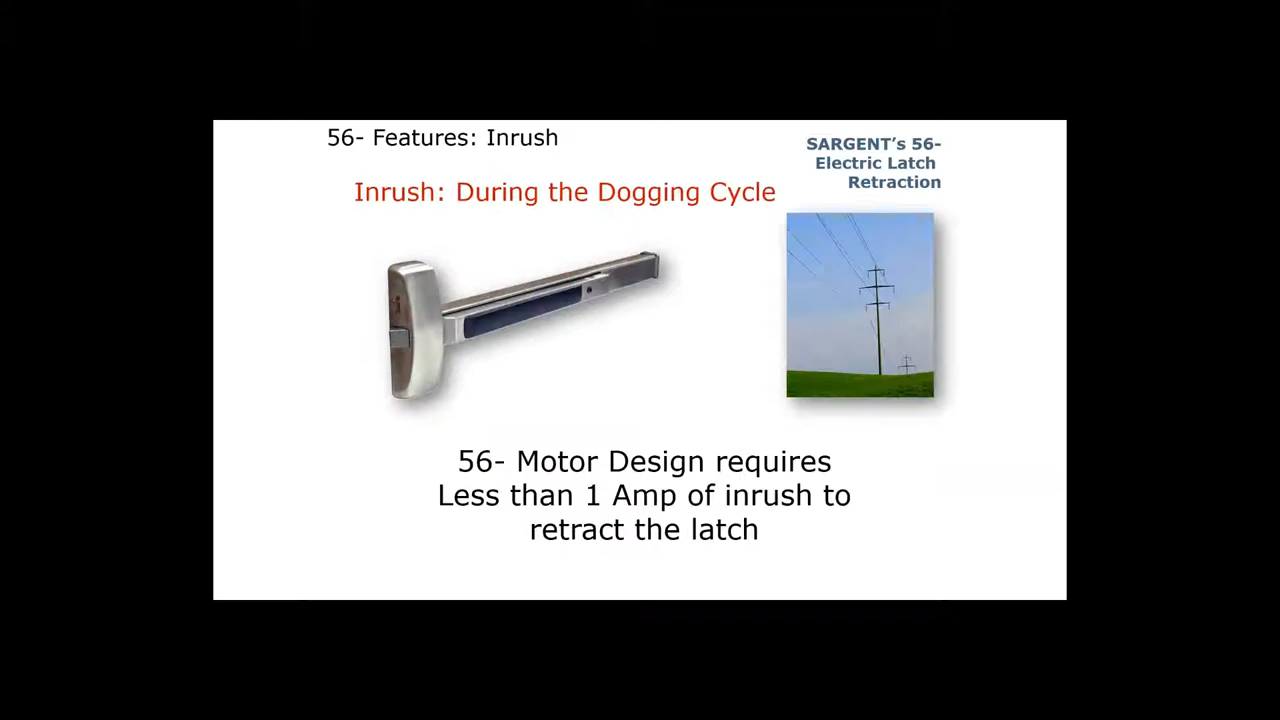 56- Features: Inrush
SARGENT's 56-
Electric Latch
Retraction
Inrush: During the Dogging Cycle
56- Motor Design requires
Less than 1 Amp of inrush to
retract the latch